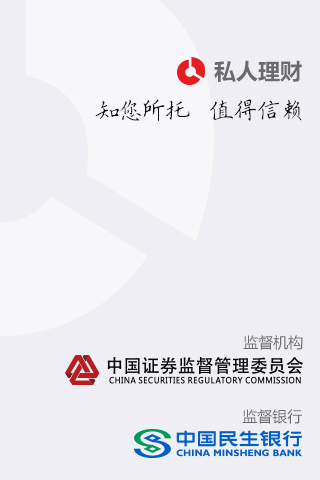 私人理财
知您所托 值得信赖
监督机构
中国证券监督管理委员会
CHINA SECURITIES REGULATORY COMMISSION
监督银行
中国民生银行
CHINA MINSHENG BANK